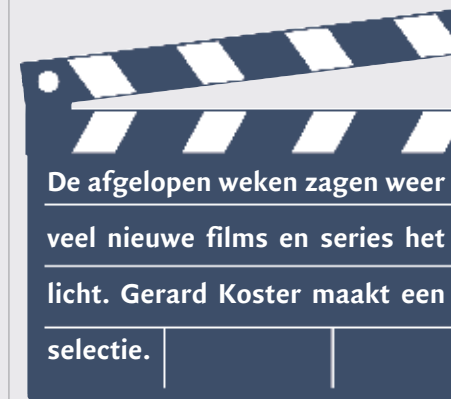 De afgelopen weken zagen weer
veel nieuwe films en series het
licht. Gerard Koster maakt een
selectie.